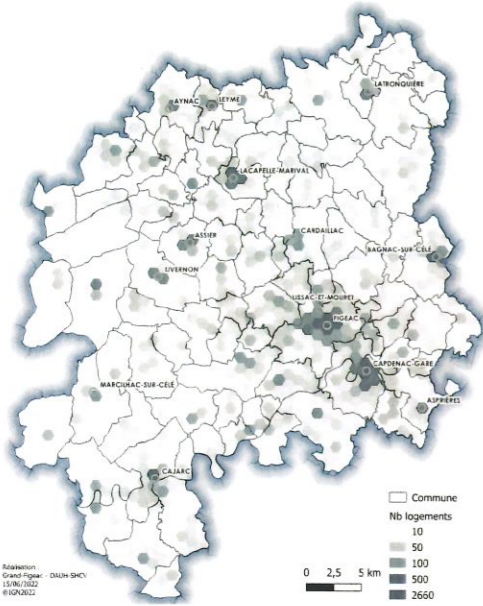 LATRONQUIÈRE
AYNAC
LEYME
LACAPELLE-MARIVAL
CARDAILLAC
ASSIER
BAGNAC-SUR-CÉLÉ
LIVERNON
LISSAC-ET-MOURET
FIGEAC
CAPDENAC-GARE
MARCILHAC-SUR-CÉLÉ
ASPRIÈRES
CAJARC
Commune
Nb logements
10
50
100
500
2660
0 2,5 5 km
Réalisation :
Grand-Figeac - DAUH-SHCV
15/06/2022
©IGN2022